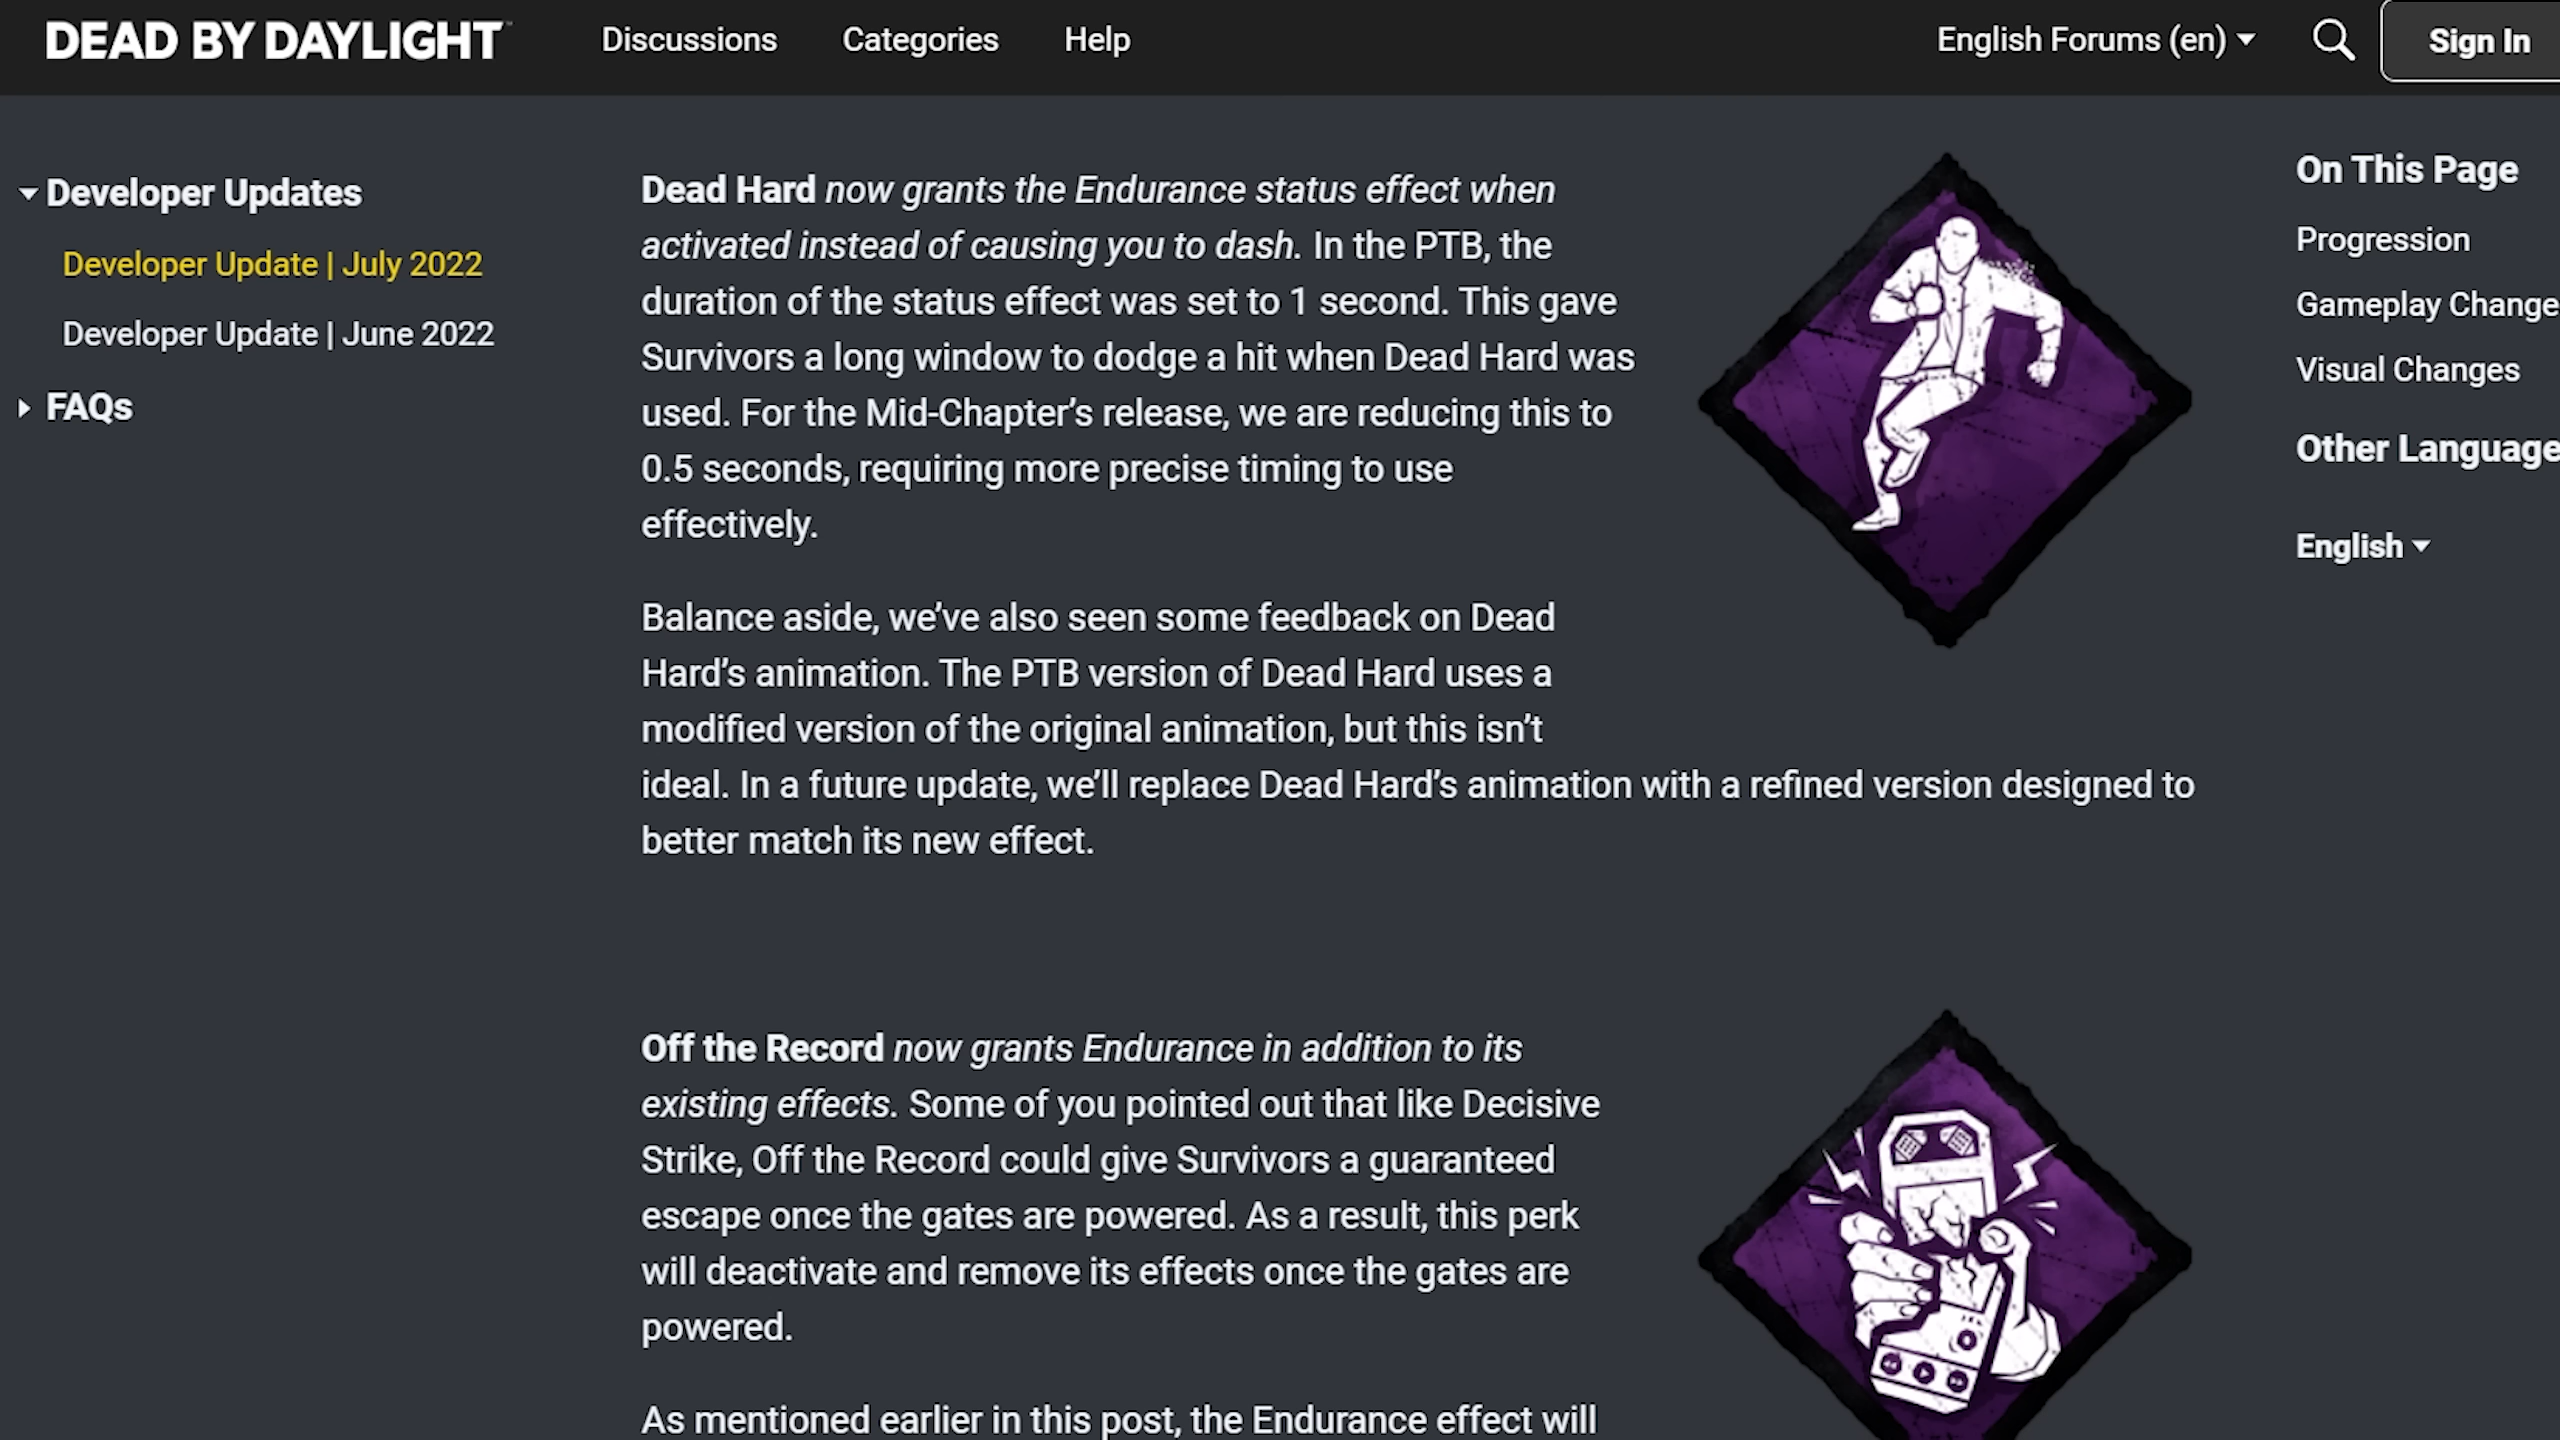 DEAD BY DAYLIGHT™
Discussions
Categories
Help
English Forums (en)
Sign In
Developer Updates
Developer Update | July 2022
Developer Update | June 2022
FAQs
Dead Hard now grants the Endurance status effect when
activated instead of causing you to dash. In the PTB, the
duration of the status effect was set to 1 second. This gave
Survivors a long window to dodge a hit when Dead Hard was
used. For the Mid-Chapter’s release, we are reducing this to
0.5 seconds, requiring more precise timing to use
effectively.
Balance aside, we’ve also seen some feedback on Dead
Hard’s animation. The PTB version of Dead Hard uses a
modified version of the original animation, but this isn’t
ideal. In a future update, we’ll replace Dead Hard’s animation with a refined version designed to
better match its new effect.
Off the Record now grants Endurance in addition to its
existing effects. Some of you pointed out that like Decisive
Strike, Off the Record could give Survivors a guaranteed
escape once the gates are powered. As a result, this perk
will deactivate and remove its effects once the gates are
powered.
As mentioned earlier in this post, the Endurance effect will
On This Page
Progression
Gameplay Change
Visual Changes
Other Language
English